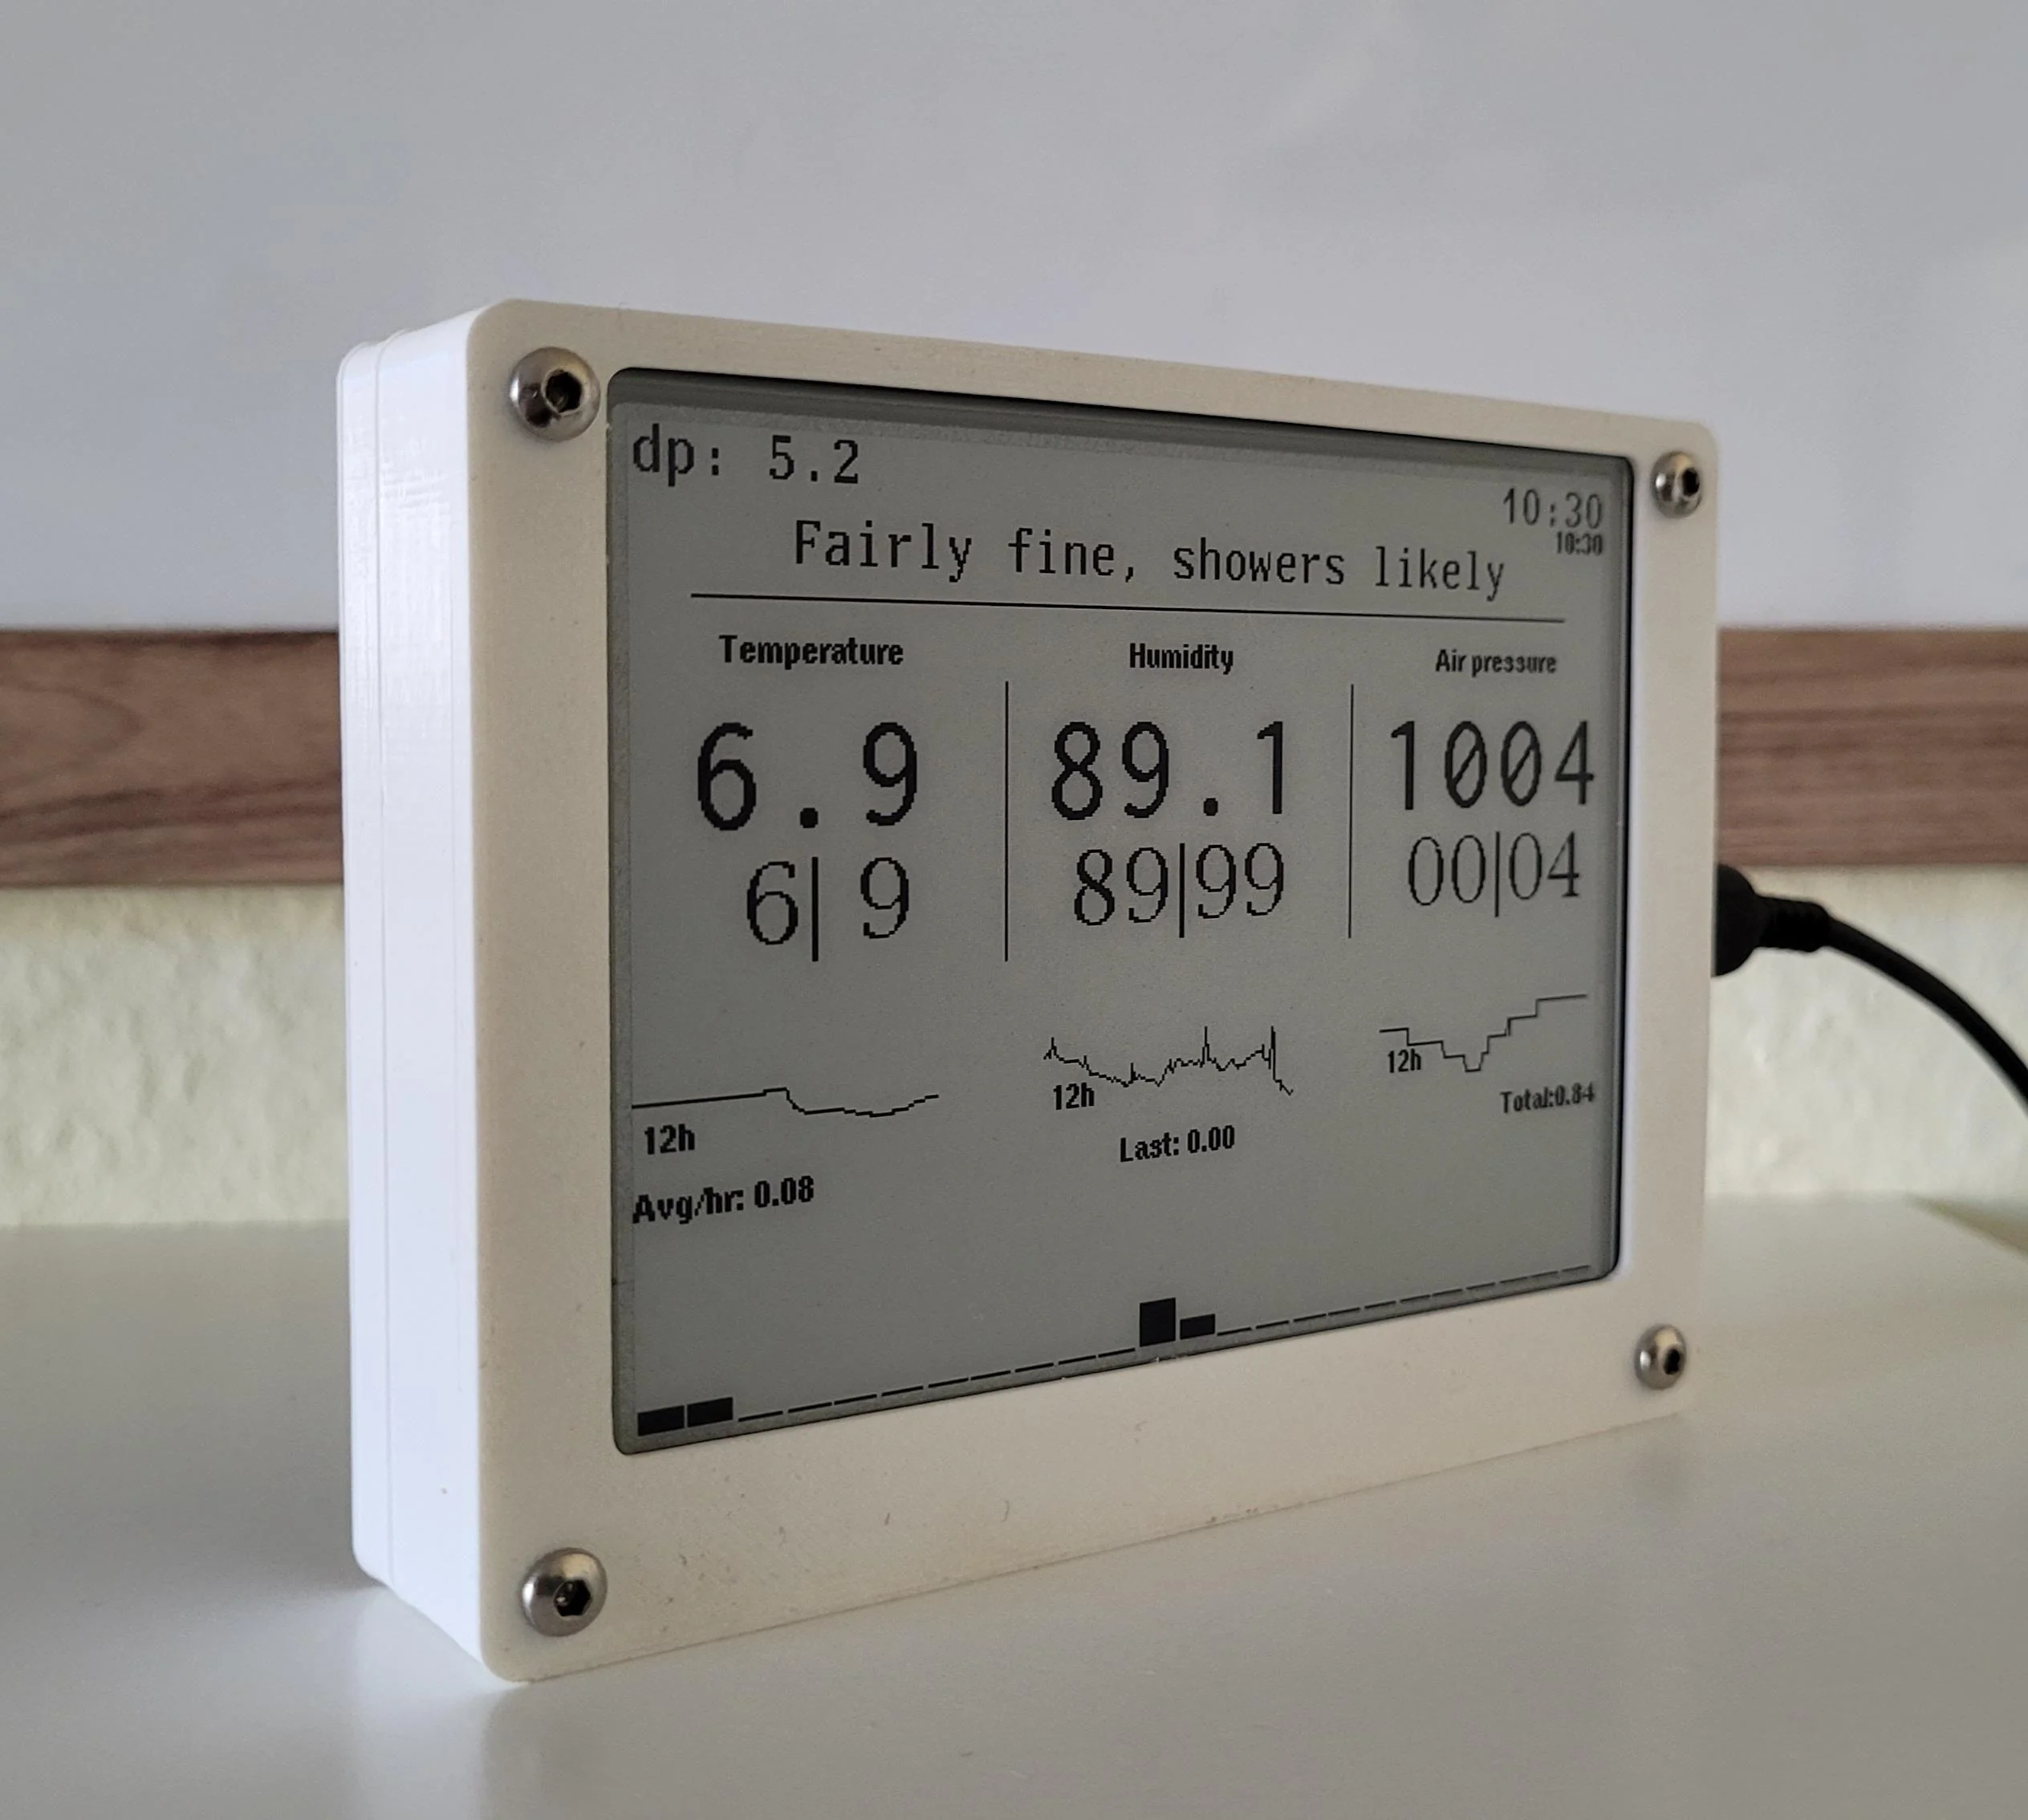 dp: 5.2
10:30
10:30
Fairly fine, showers likely
Temperature Humidity Air pressure
6.9 89.1 1004
6| 9 89|99 00|04
12h 12h 12h
Avg/hr: 0.08 Last: 0.00 Total:0.84